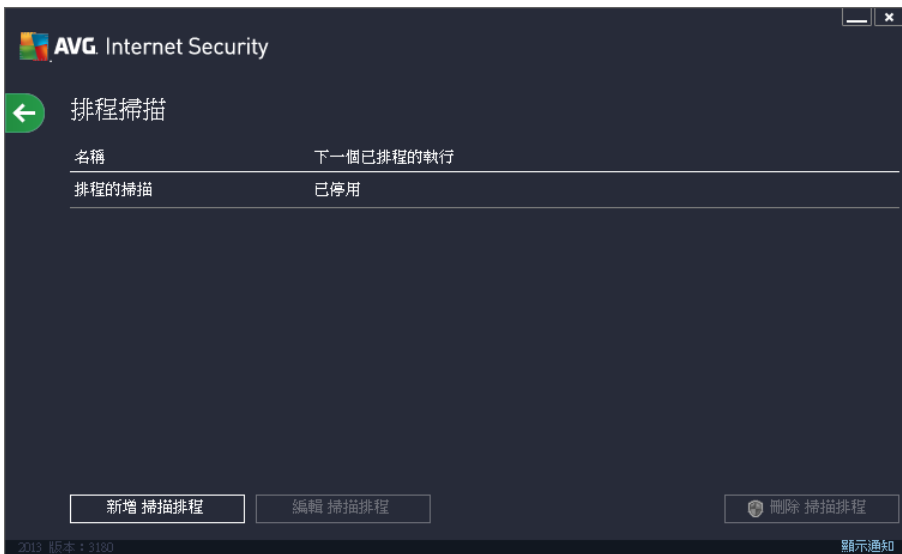 AVG. Internet Security
排程掃描
名稱 下一個已排程的執行
排程的掃描 已停用
新增 掃描排程 編輯 掃描排程 刪除 掃描排程
2013 版本：3180 顯示通知